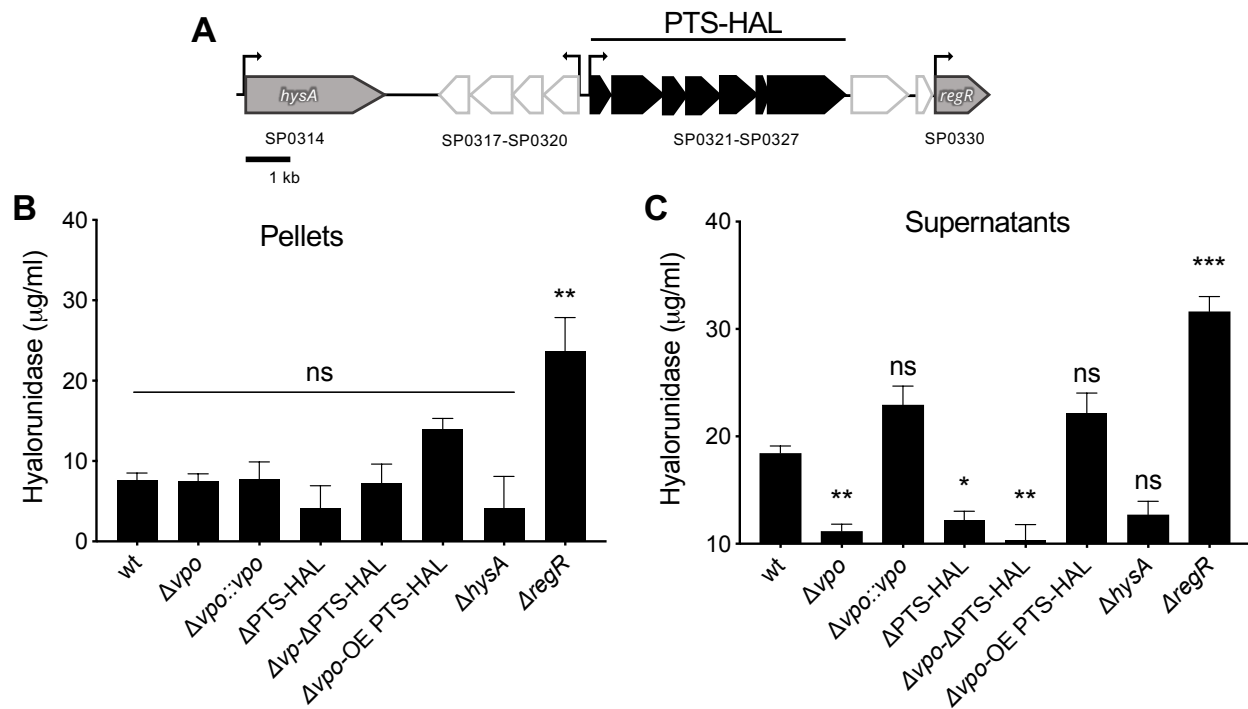 A
PTS-HAL
hysA
regR
SP0314
SP0317-SP0320
SP0321-SP0327
SP0330
1 kb
B
Pellets
Hyalorunidase (µg/ml)
40
30
20
10
0
ns
**
wt
Δvpo
Δvpo::vpo
ΔPTS-HAL
Δvp-ΔPTS-HAL
Δvpo-OE PTS-HAL
ΔhysA
ΔregR
C
Supernatants
Hyalorunidase (µg/ml)
40
30
20
10
**
ns
*
**
ns
ns
***
wt
Δvpo
Δvpo::vpo
ΔPTS-HAL
Δvpo-ΔPTS-HAL
Δvpo-OE PTS-HAL
ΔhysA
ΔregR